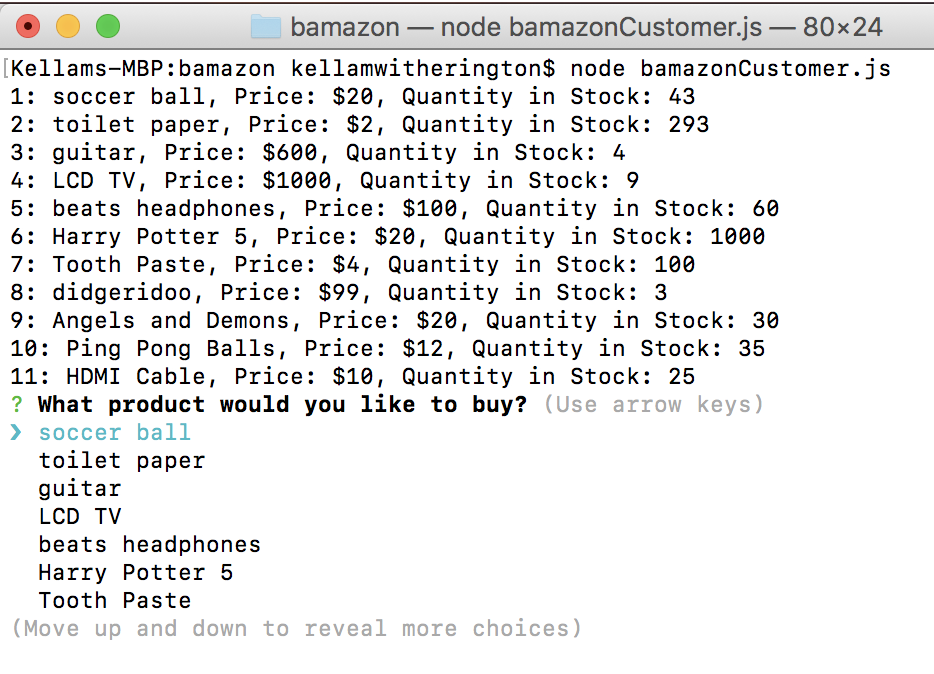 bamazon — node bamazonCustomer.js — 80×24
[Kellams-MBP:bamazon kellamwitherington$ node bamazonCustomer.js
1: soccer ball, Price: $20, Quantity in Stock: 43
2: toilet paper, Price: $2, Quantity in Stock: 293
3: guitar, Price: $600, Quantity in Stock: 4
4: LCD TV, Price: $1000, Quantity in Stock: 9
5: beats headphones, Price: $100, Quantity in Stock: 60
6: Harry Potter 5, Price: $20, Quantity in Stock: 1000
7: Tooth Paste, Price: $4, Quantity in Stock: 100
8: didgeridoo, Price: $99, Quantity in Stock: 3
9: Angels and Demons, Price: $20, Quantity in Stock: 30
10: Ping Pong Balls, Price: $12, Quantity in Stock: 35
11: HDMI Cable, Price: $10, Quantity in Stock: 25
? What product would you like to buy? (Use arrow keys)
❯ soccer ball
toilet paper
guitar
LCD TV
beats headphones
Harry Potter 5
Tooth Paste
(Move up and down to reveal more choices)